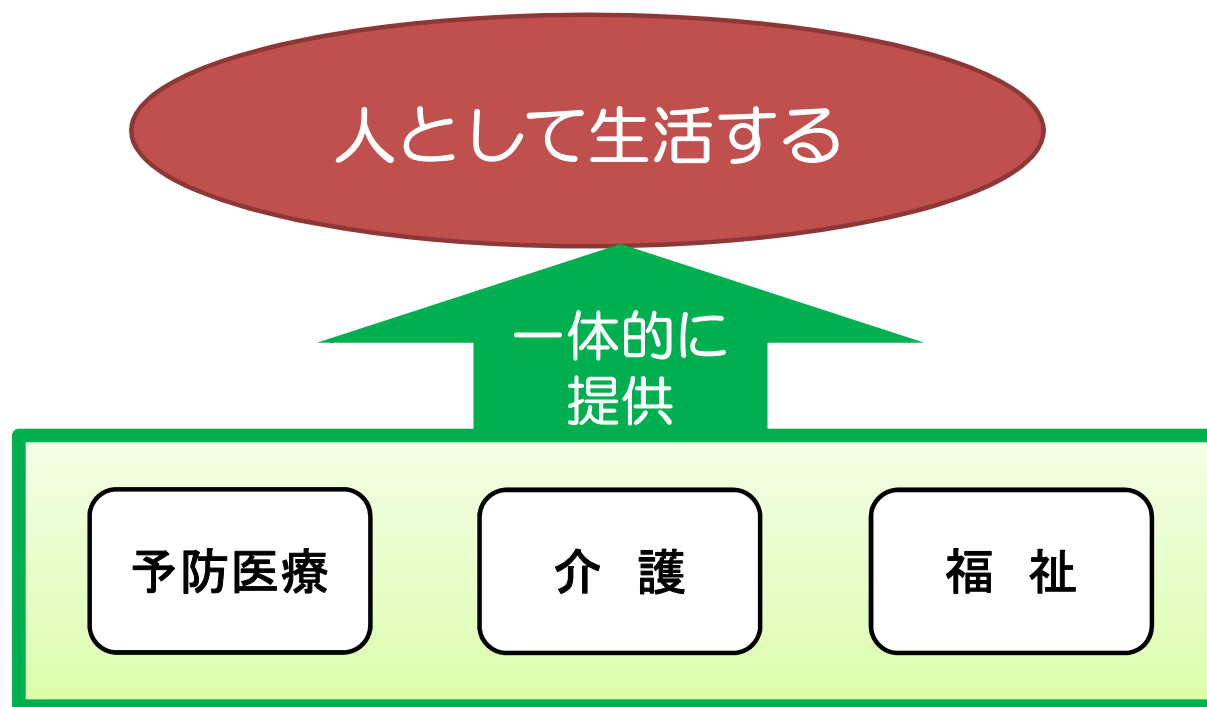 人として生活する
一体的に
提供
予防医療
介　護
福　祉